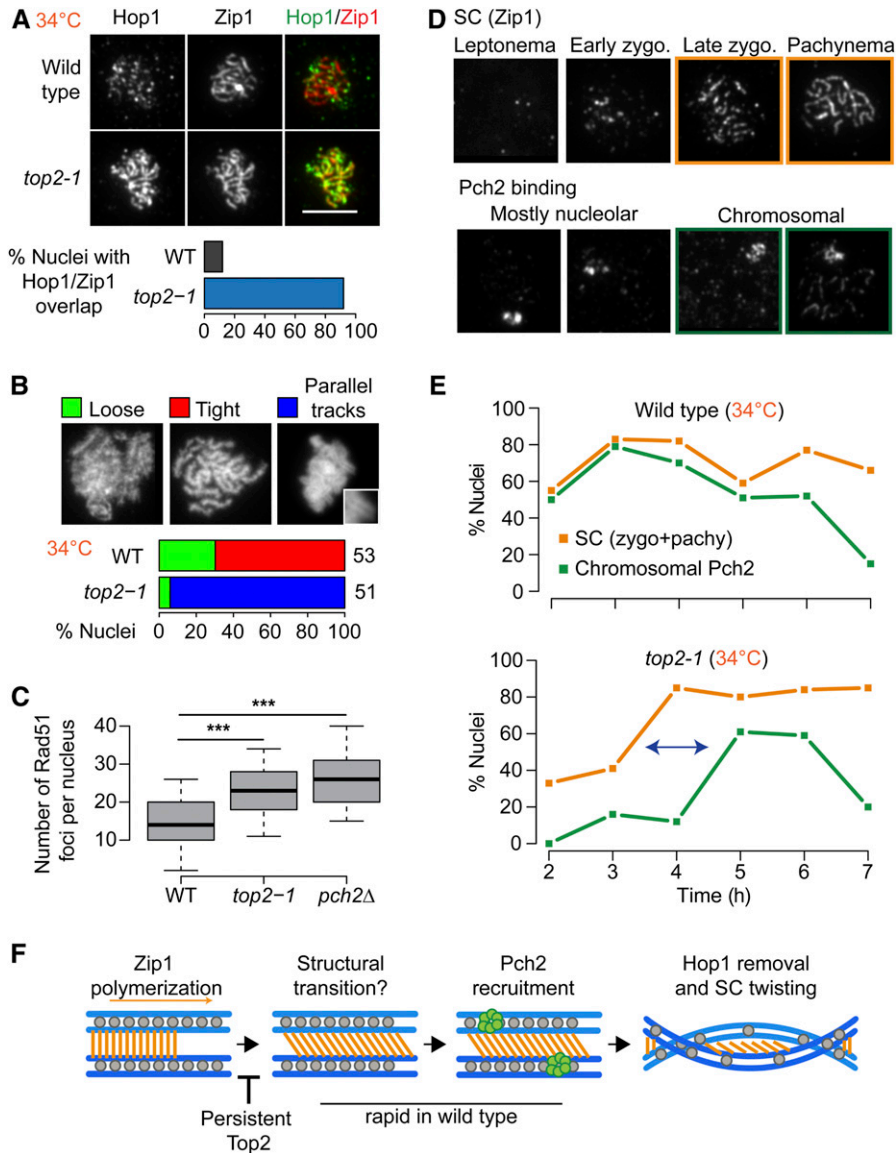 A
34°C
Hop1
Zip1
Hop1/Zip1
Wild
type
top2-1
% Nuclei with
Hop1/Zip1
overlap
WT
top2−1
0 20 40 60 80 100
B
Loose
Tight
Parallel
tracks
34°C
WT
53
top2−1
51
% Nuclei
0 20 40 60 80 100
C
Number of Rad51
foci per nucleus
40
30
20
10
***
***
WT
top2−1
pch2Δ
D
SC (Zip1)
Leptonema
Early zygo.
Late zygo.
Pachynema
Pch2 binding
Mostly nucleolar
Chromosomal
E
Wild type (34°C)
% Nuclei
100
80
60
40
20
0
SC (zygo+pachy)
Chromosomal Pch2
top2-1 (34°C)
% Nuclei
100
80
60
40
20
0
2 3 4 5 6 7
Time (h)
F
Zip1
polymerization
Structural
transition?
Pch2
recruitment
Hop1 removal
and SC twisting
Persistent
Top2
rapid in wild type